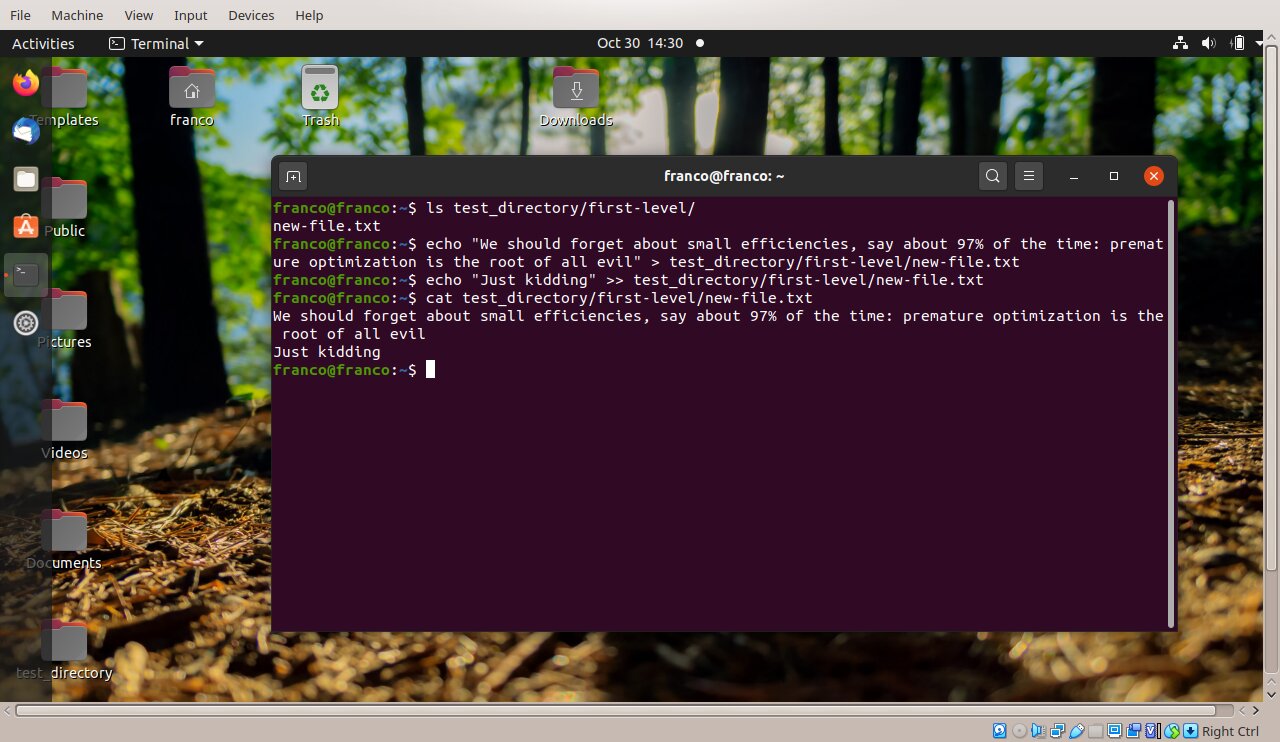 File Machine View Input Devices Help
Activities Terminal Oct 30 14:30
Templates franco Trash Downloads
franco@franco: ~
franco@franco:~$ ls test_directory/first-level/
new-file.txt
franco@franco:~$ echo "We should forget about small efficiencies, say about 97% of the time: premat
ure optimization is the root of all evil" > test_directory/first-level/new-file.txt
franco@franco:~$ echo "Just kidding" >> test_directory/first-level/new-file.txt
franco@franco:~$ cat test_directory/first-level/new-file.txt
We should forget about small efficiencies, say about 97% of the time: premature optimization is the
 root of all evil
Just kidding
franco@franco:~$
Public
Pictures
Videos
Documents
test_directory
Right Ctrl